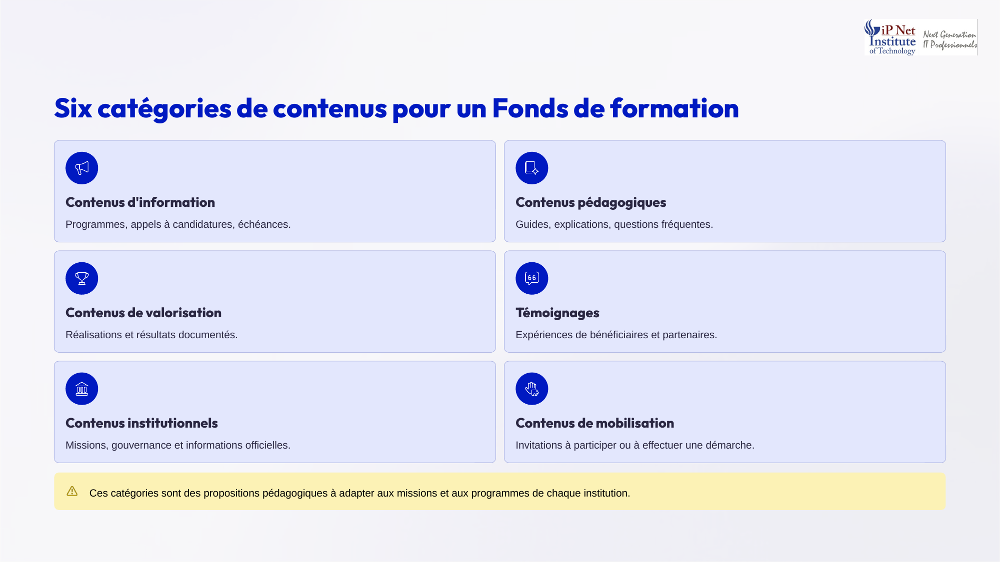 iP Net
Institute
of Technology
Next Generation
IT Professionnels
Six catégories de contenus pour un Fonds de formation
Contenus d'information
Programmes, appels à candidatures, échéances.
Contenus pédagogiques
Guides, explications, questions fréquentes.
Contenus de valorisation
Réalisations et résultats documentés.
Témoignages
Expériences de bénéficiaires et partenaires.
Contenus institutionnels
Missions, gouvernance et informations officielles.
Contenus de mobilisation
Invitations à participer ou à effectuer une démarche.
Ces catégories sont des propositions pédagogiques à adapter aux missions et aux programmes de chaque institution.